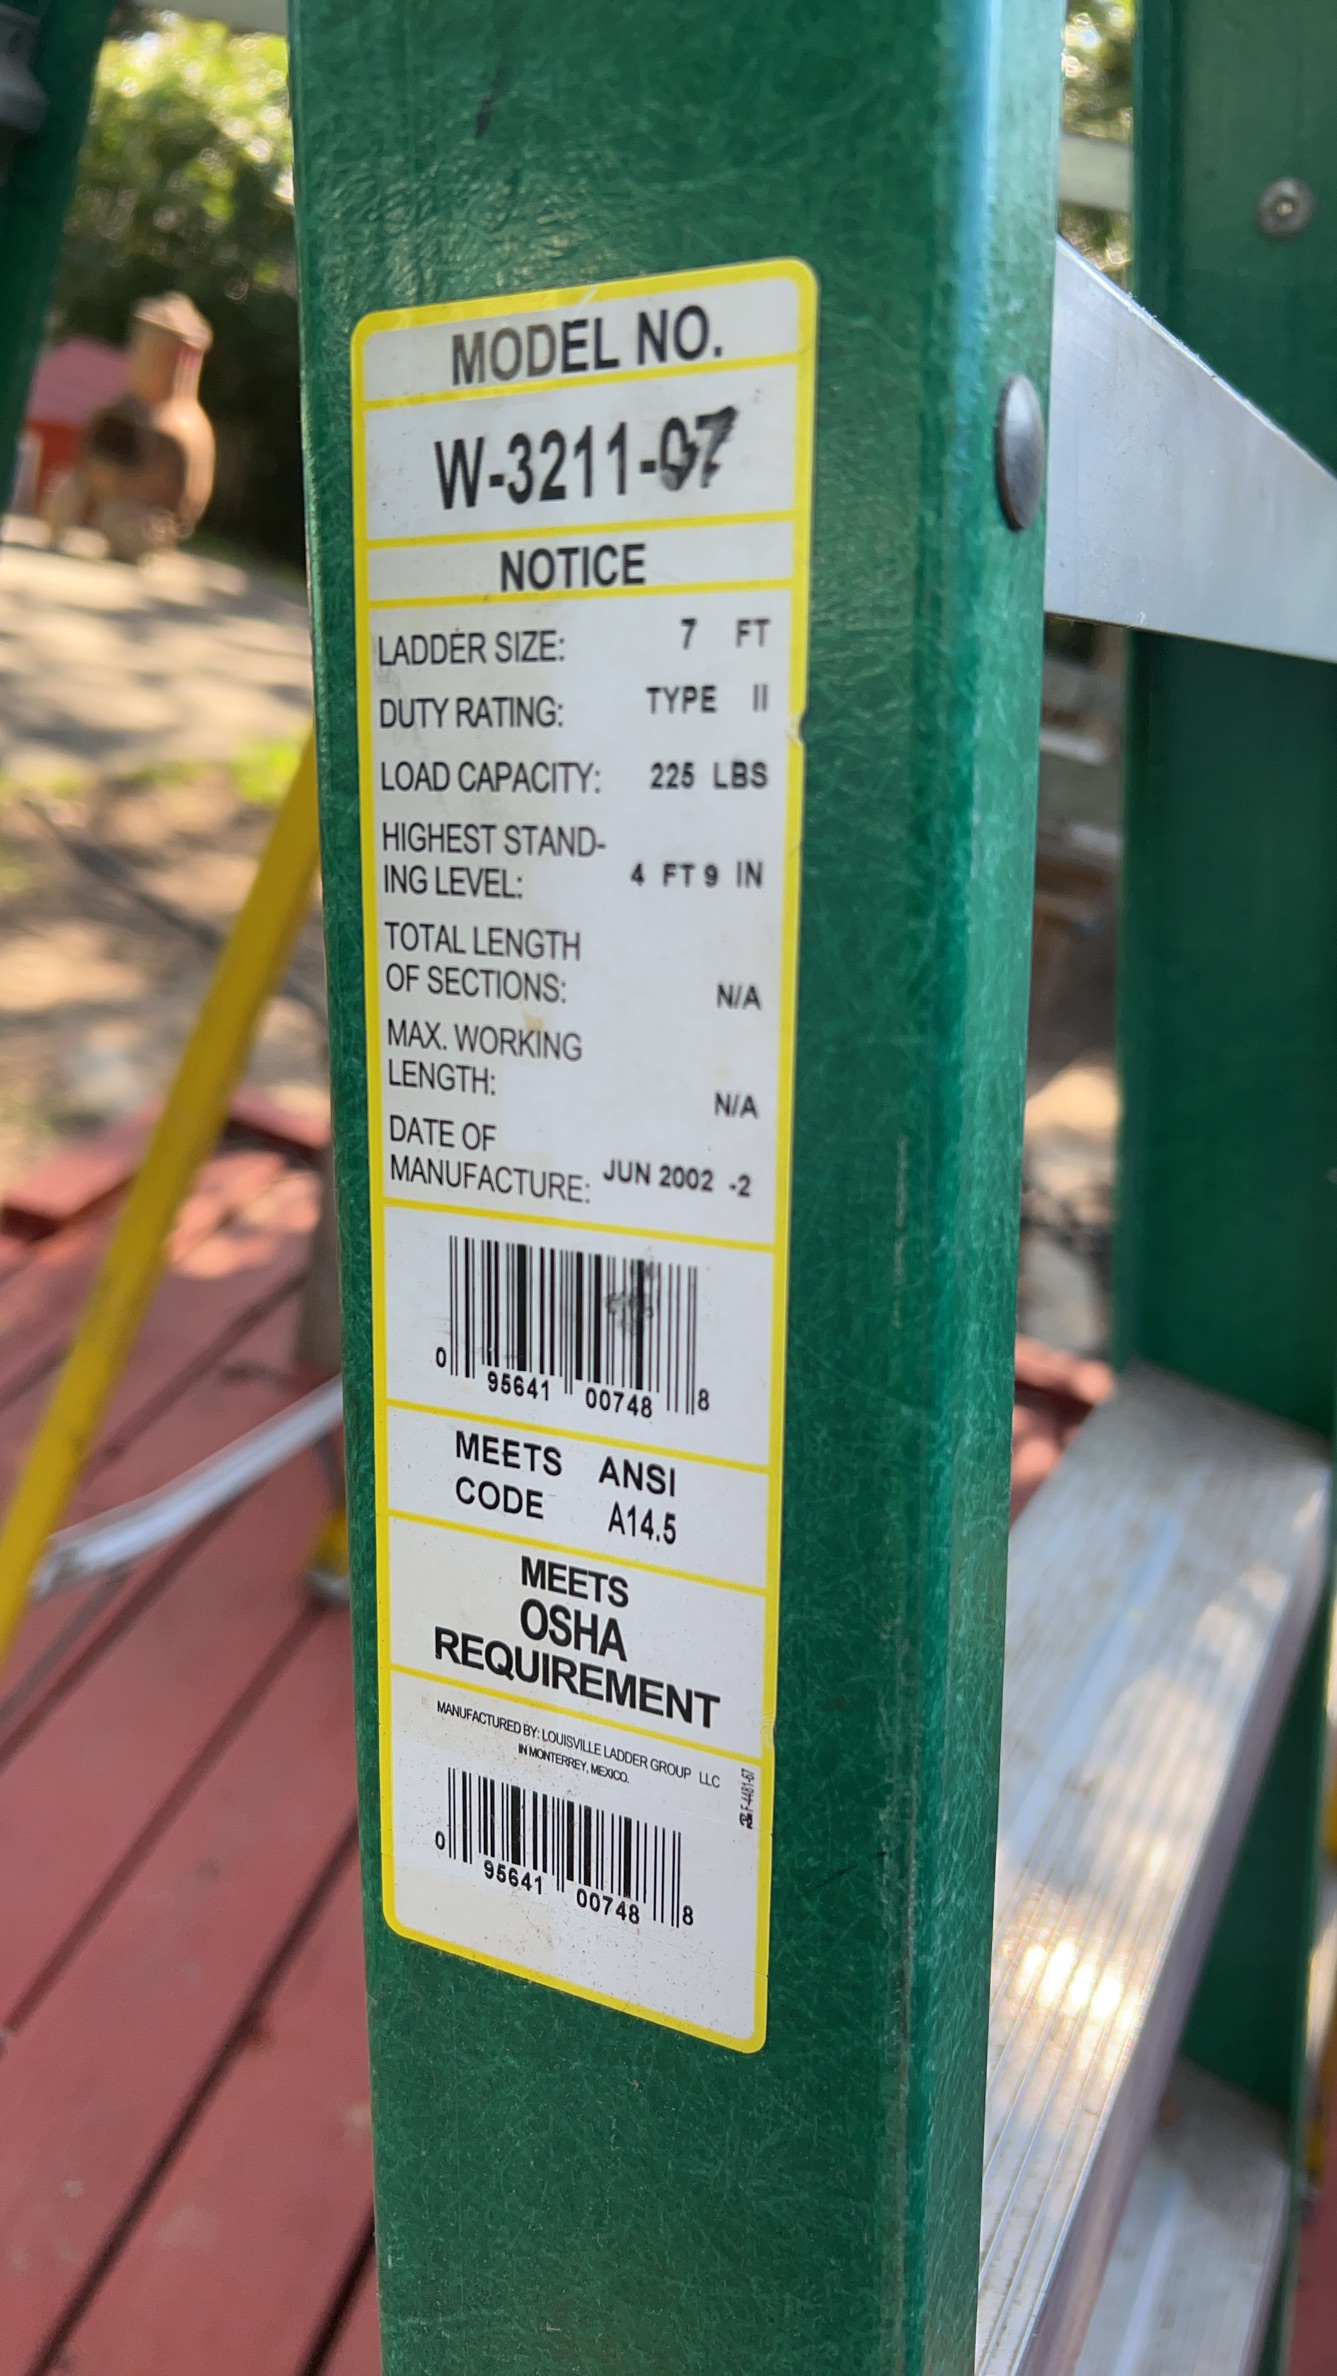 MODEL NO.
W-3211-07
NOTICE
LADDER SIZE: 7 FT
DUTY RATING: TYPE II
LOAD CAPACITY: 225 LBS
HIGHEST STAND-
ING LEVEL: 4 FT 9 IN
TOTAL LENGTH
OF SECTIONS: N/A
MAX. WORKING
LENGTH: N/A
DATE OF
MANUFACTURE: JUN 2002 -2
0 95641 00748 8
MEETS ANSI
CODE A14.5
MEETS
OSHA
REQUIREMENT
MANUFACTURED BY: LOUISVILLE LADDER GROUP LLC
IN MONTERREY, MEXICO.
F-4481-67
0 95641 00748 8